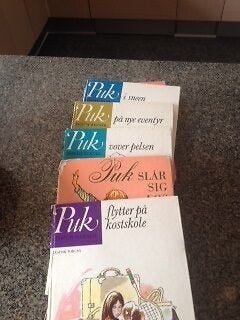 Puk
i sneen
Puk
på nye eventyr
Puk
vover pelsen
Puk
SLÅR
SIG
Puk
flytter på
kostskole